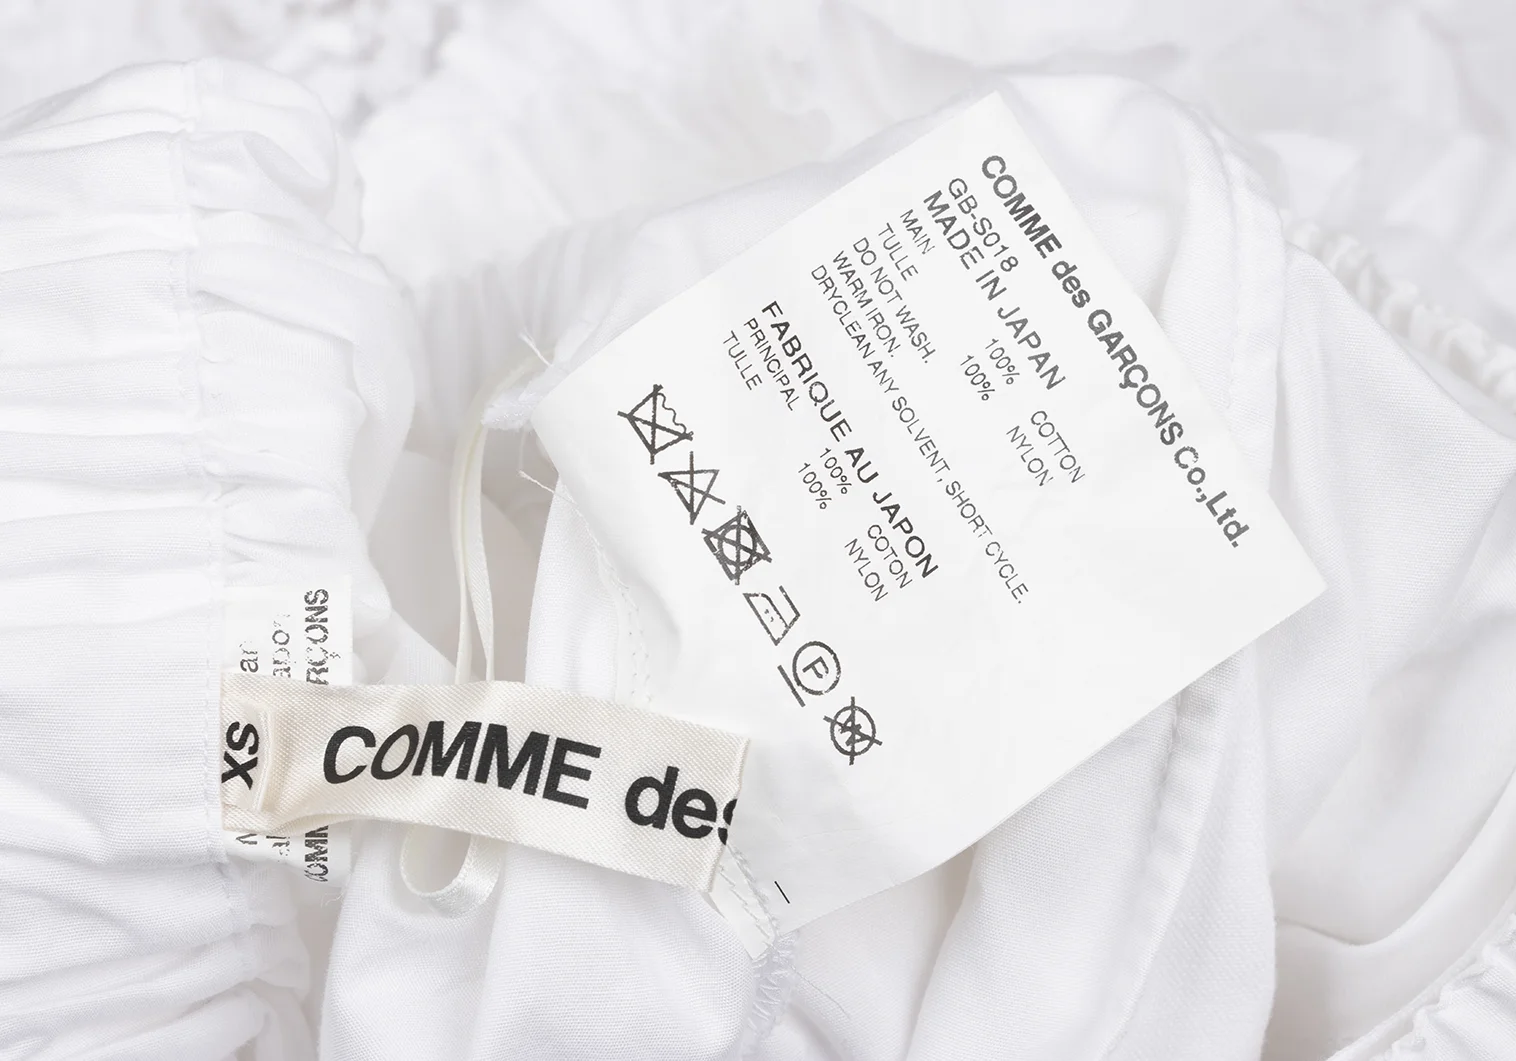 COMME des GARÇONS Co.,Ltd.
GB-S018
MADE IN JAPAN
MAIN 100% COTTON
TULLE 100% NYLON
DO NOT WASH.
WARM IRON.
DRYCLEAN ANY SOLVENT, SHORT CYCLE.
FABRIQUE AU JAPON
PRINCIPAL 100% COTON
TULLE 100% NYLON
P
XS
COMME des